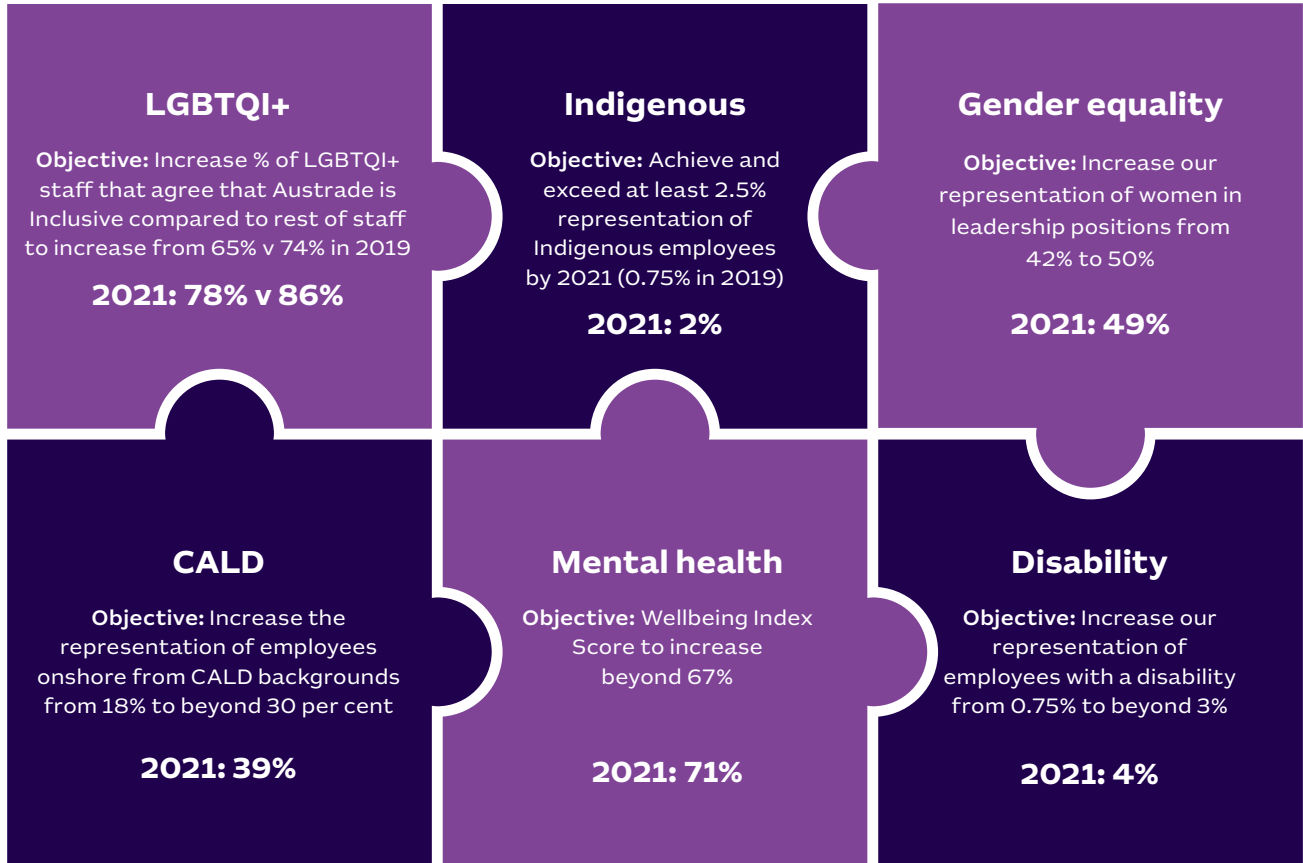 LGBTQI+
Objective: Increase % of LGBTQI+
staff that agree that Austrade is
Inclusive compared to rest of staff
to increase from 65% v 74% in 2019
2021: 78% v 86%
Indigenous
Objective: Achieve and
exceed at least 2.5%
representation of
Indigenous employees
by 2021 (0.75% in 2019)
2021: 2%
Gender equality
Objective: Increase our
representation of women in
leadership positions from
42% to 50%
2021: 49%
CALD
Objective: Increase the
representation of employees
onshore from CALD backgrounds
from 18% to beyond 30 per cent
2021: 39%
Mental health
Objective: Wellbeing Index
Score to increase
beyond 67%
2021: 71%
Disability
Objective: Increase our
representation of
employees with a disability
from 0.75% to beyond 3%
2021: 4%